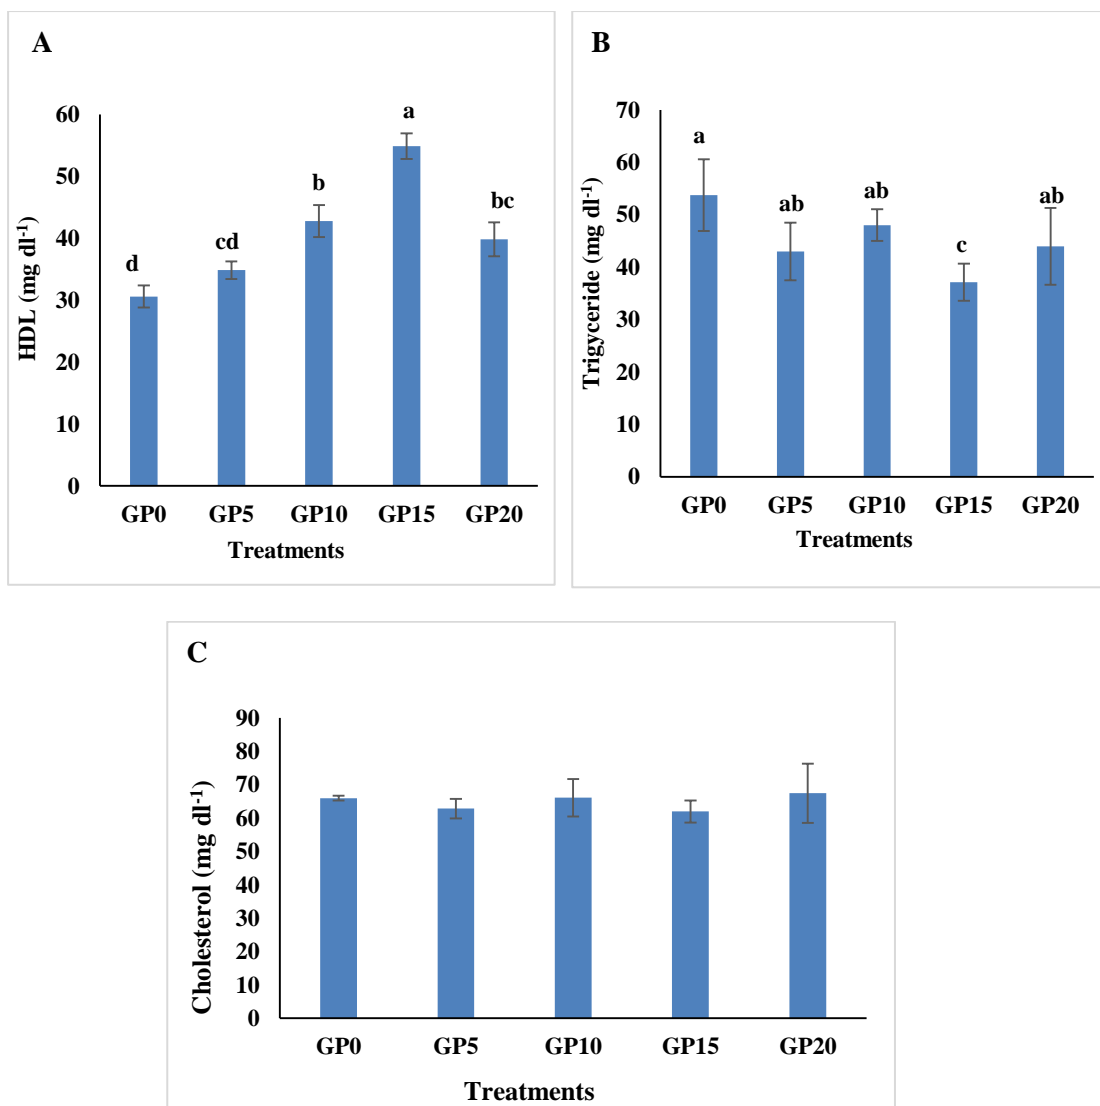 A
HDL (mg dl-1)
60
50
40
30
20
10
0
d
cd
b
a
bc
GP0 GP5 GP10 GP15 GP20
Treatments
B
Trigyceride (mg dl-1)
70
60
50
40
30
20
10
0
a
ab
ab
c
ab
GP0 GP5 GP10 GP15 GP20
Treatments
C
Cholesterol (mg dl-1)
90
80
70
60
50
40
30
20
10
0
GP0 GP5 GP10 GP15 GP20
Treatments